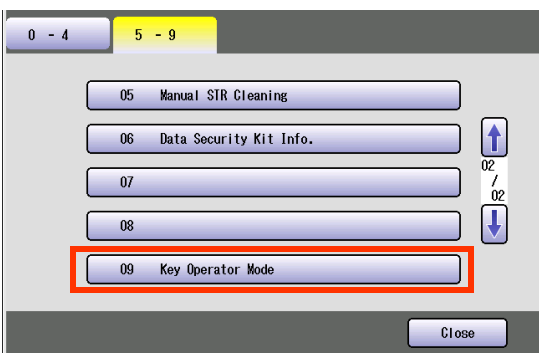 0 - 4
5 - 9
05 Manual STR Cleaning
06 Data Security Kit Info.
07
08
09 Key Operator Mode
02
/
02
Close